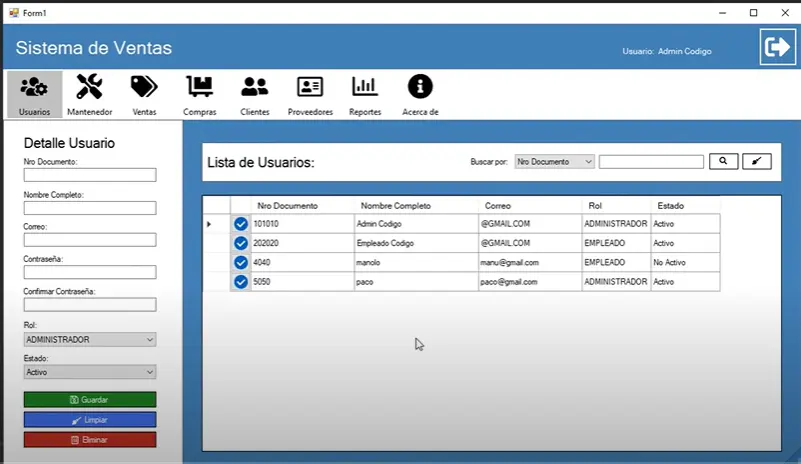 Form1
Sistema de Ventas
Usuario: Admin Codigo
Usuarios Mantenedor Ventas Compras Clientes Proveedores Reportes Acerca de
Detalle Usuario
Nro Documento:
Nombre Completo:
Correo:
Contraseña:
Confirmar Contraseña:
Rol:
ADMINISTRADOR
Estado:
Activo
Guardar
Limpiar
Eliminar
Lista de Usuarios:
Buscar por: Nro Documento
Nro Documento Nombre Completo Correo Rol Estado
101010 Admin Codigo @GMAIL.COM ADMINISTRADOR Activo
202020 Empleado Codigo @GMAIL.COM EMPLEADO Activo
4040 manolo manu@gmail.com EMPLEADO No Activo
5050 paco paco@gmail.com ADMINISTRADOR Activo